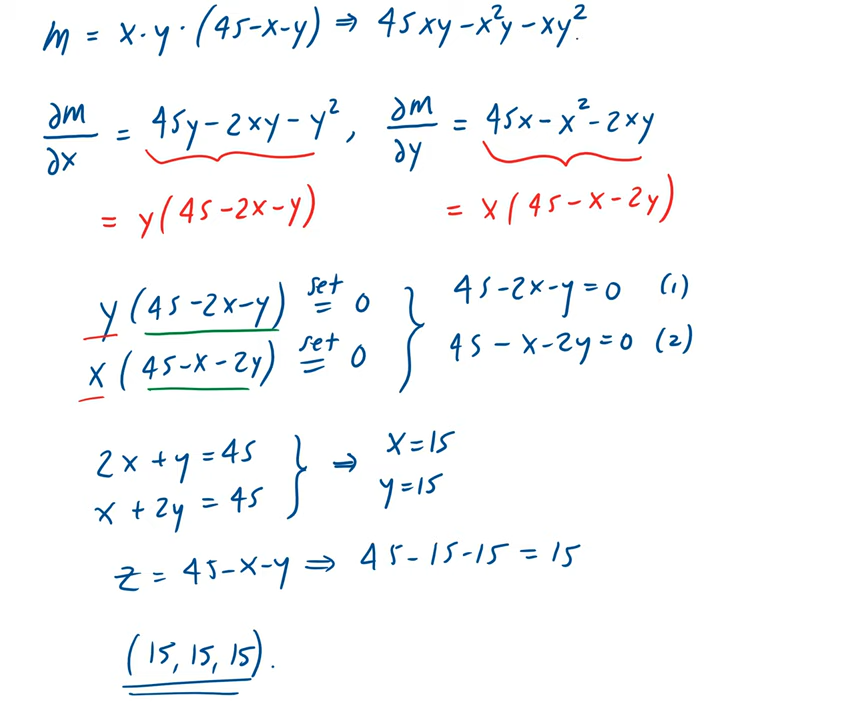 m = x · y · (45-x-y) ⇒ 45xy - x²y - xy².
∂m/∂x = 45y - 2xy - y², ∂m/∂y = 45x - x² - 2xy
= y(45-2x-y) = x(45-x-2y)
y(45-2x-y) set = 0 } 45-2x-y=0 (1)
x(45-x-2y) set = 0 45-x-2y=0 (2)
2x+y=45 } ⇒ x=15
x+2y=45 y=15
z = 45-x-y ⇒ 45-15-15 = 15
(15, 15, 15).